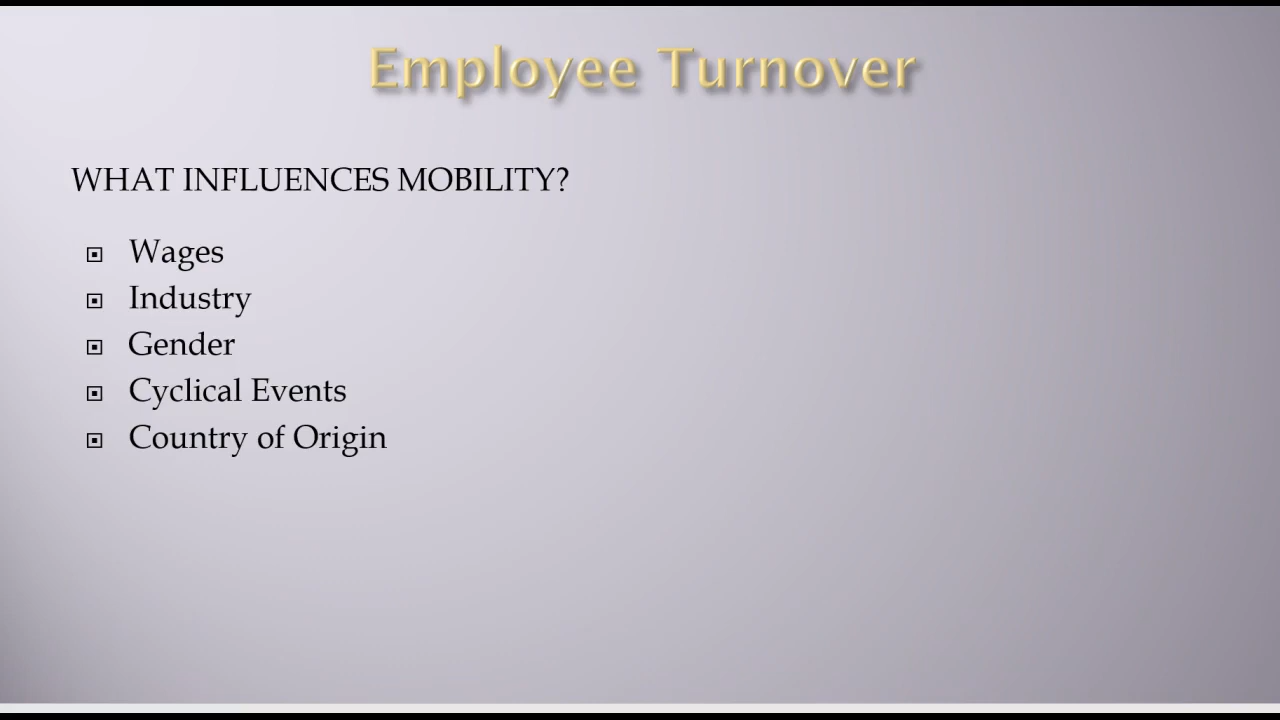 Employee Turnover
WHAT INFLUENCES MOBILITY?
Wages
Industry
Gender
Cyclical Events
Country of Origin